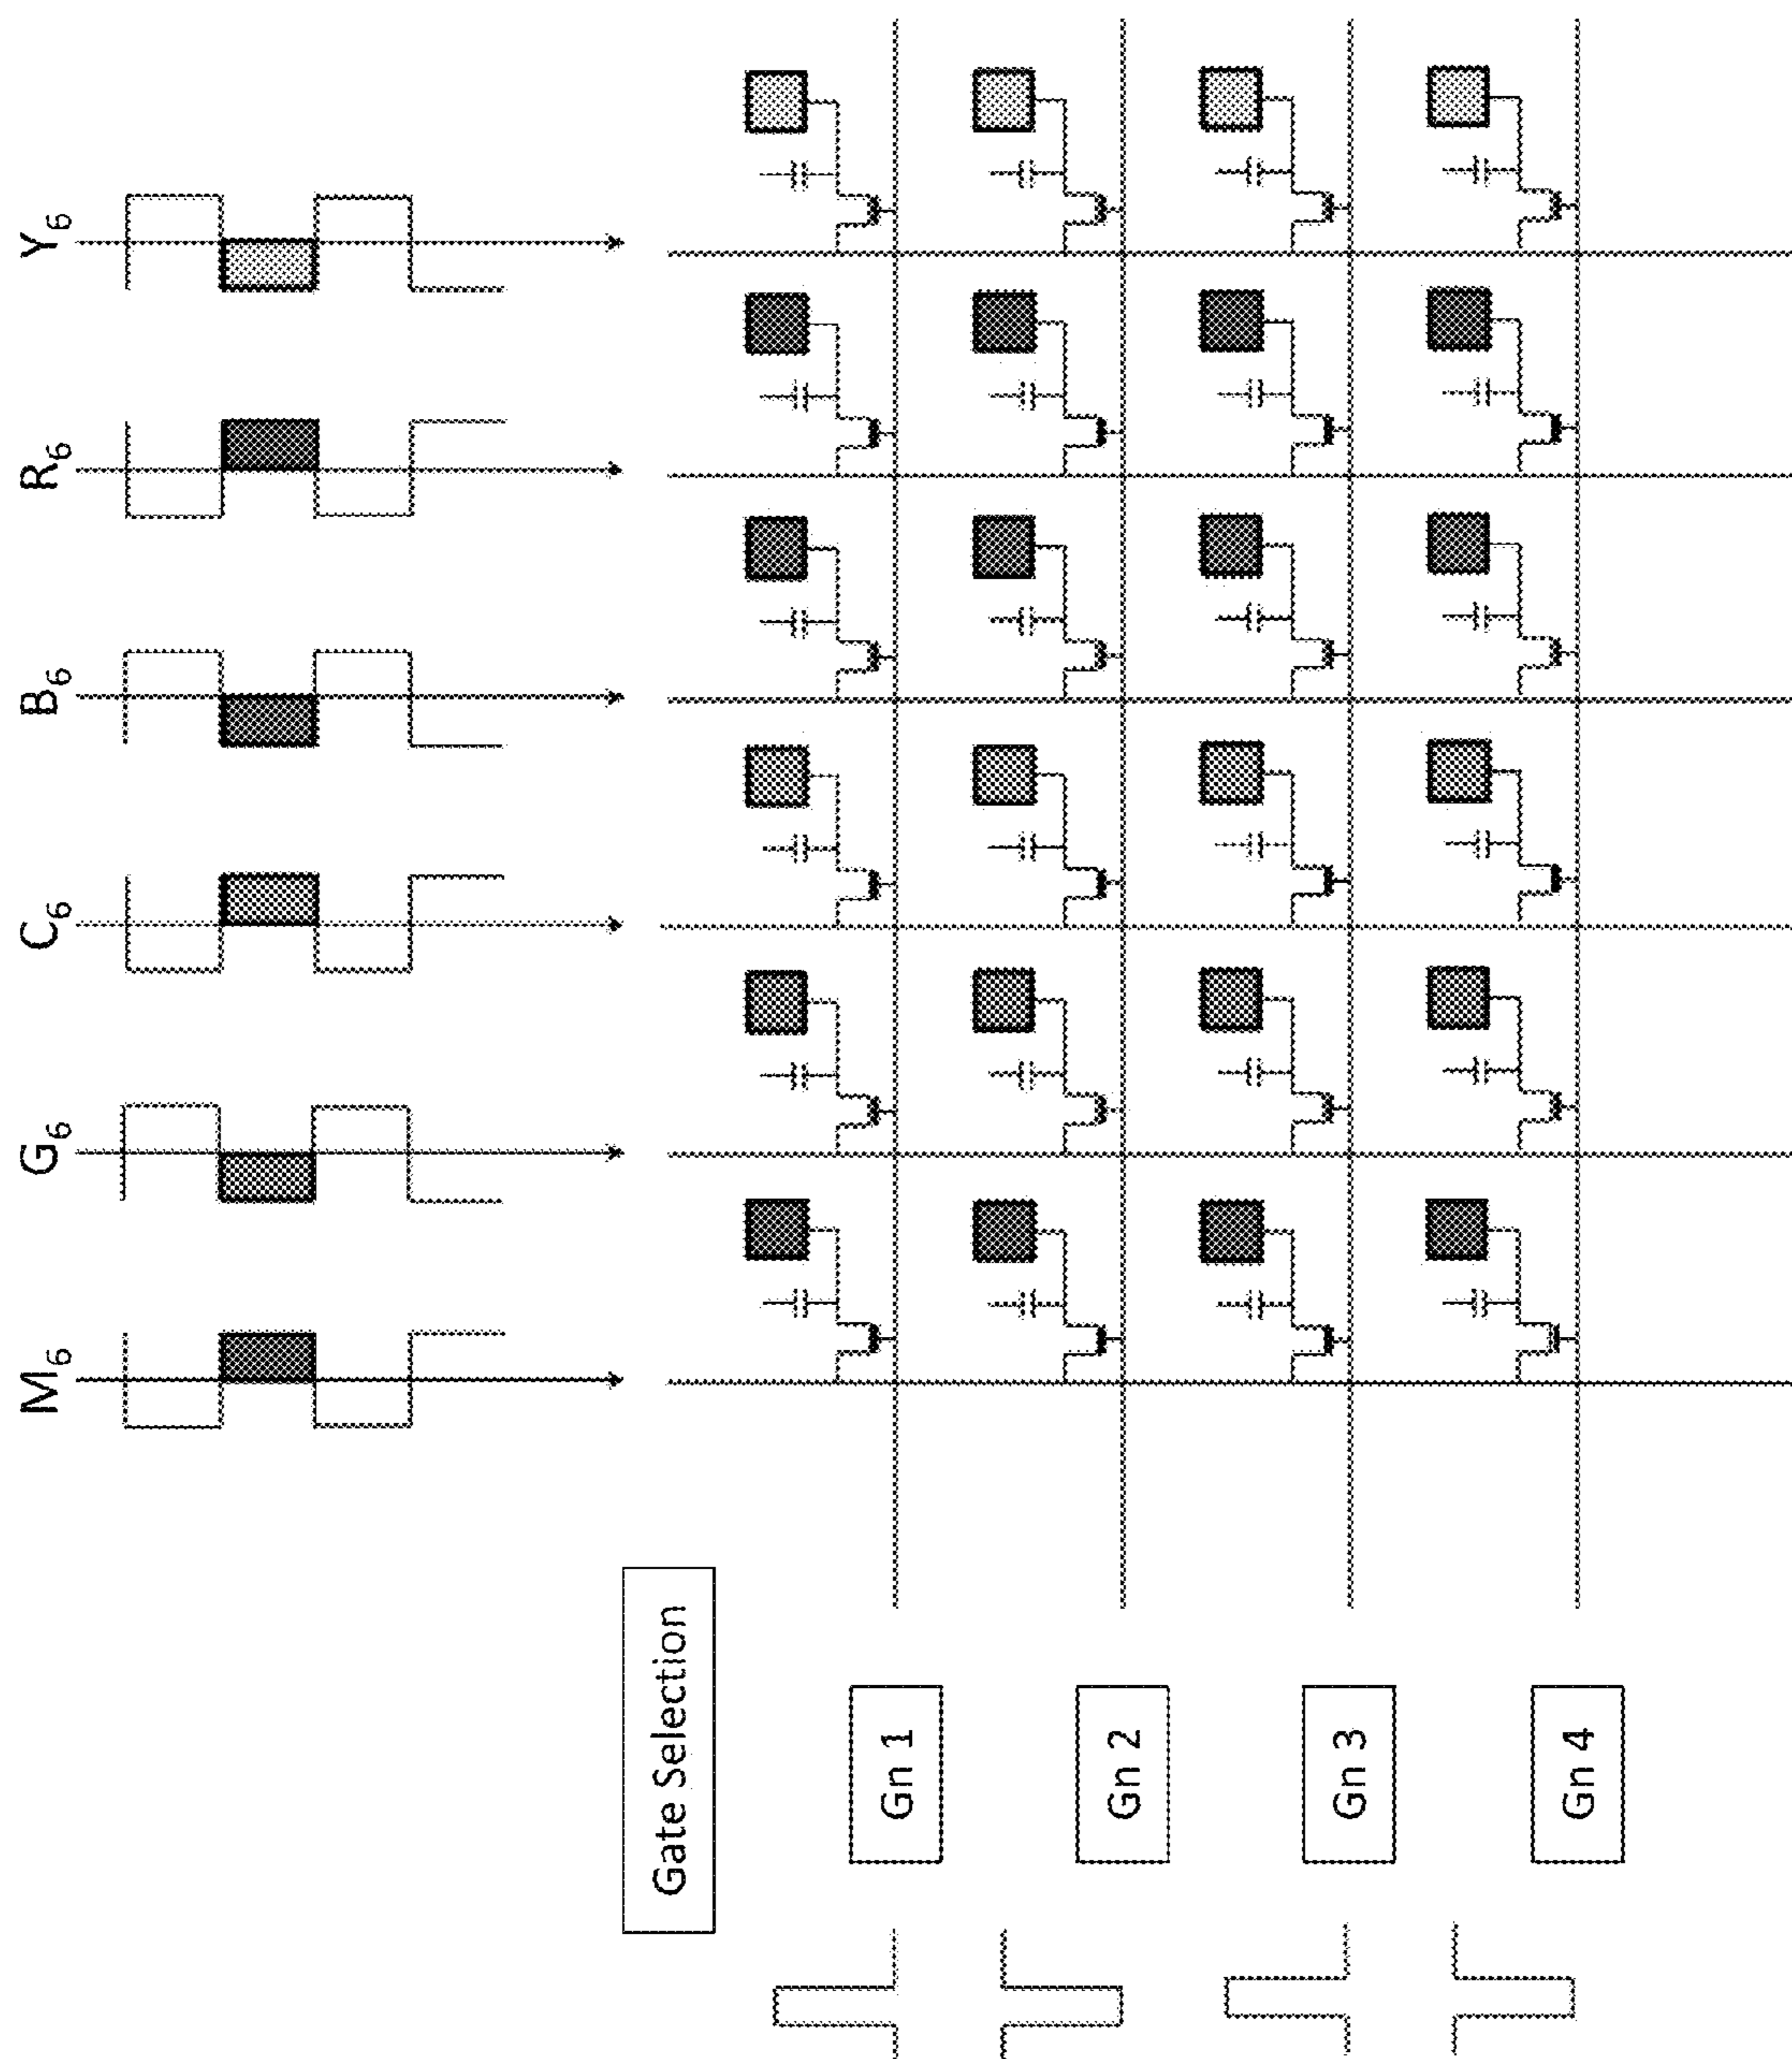 M₆
G₆
C₆
B₆
R₆
Y₆
Gate Selection
Gn 1
Gn 2
Gn 3
Gn 4